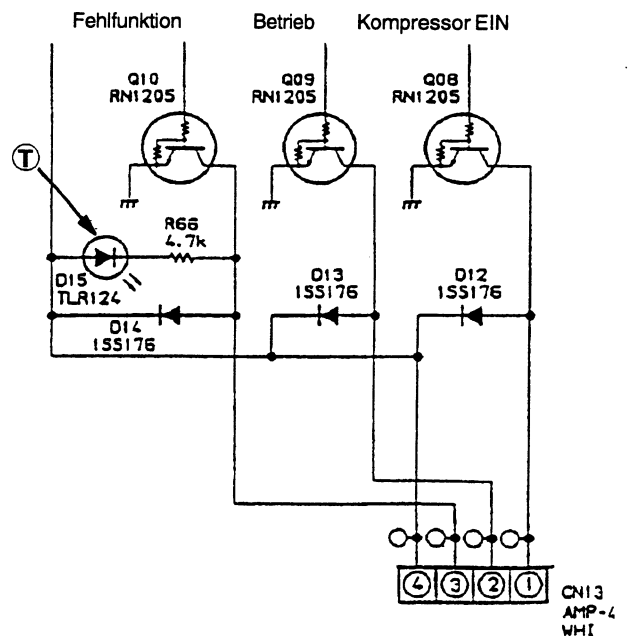 Fehlfunktion Betrieb Kompressor EIN
Q10 Q09 Q08
RN1205 RN1205 RN1205
T
R66
4.7k
D15
TLR124
D13 D12
1SS176 1SS176
D14
1SS176
4 3 2 1
CN13
AMP-4
WHI